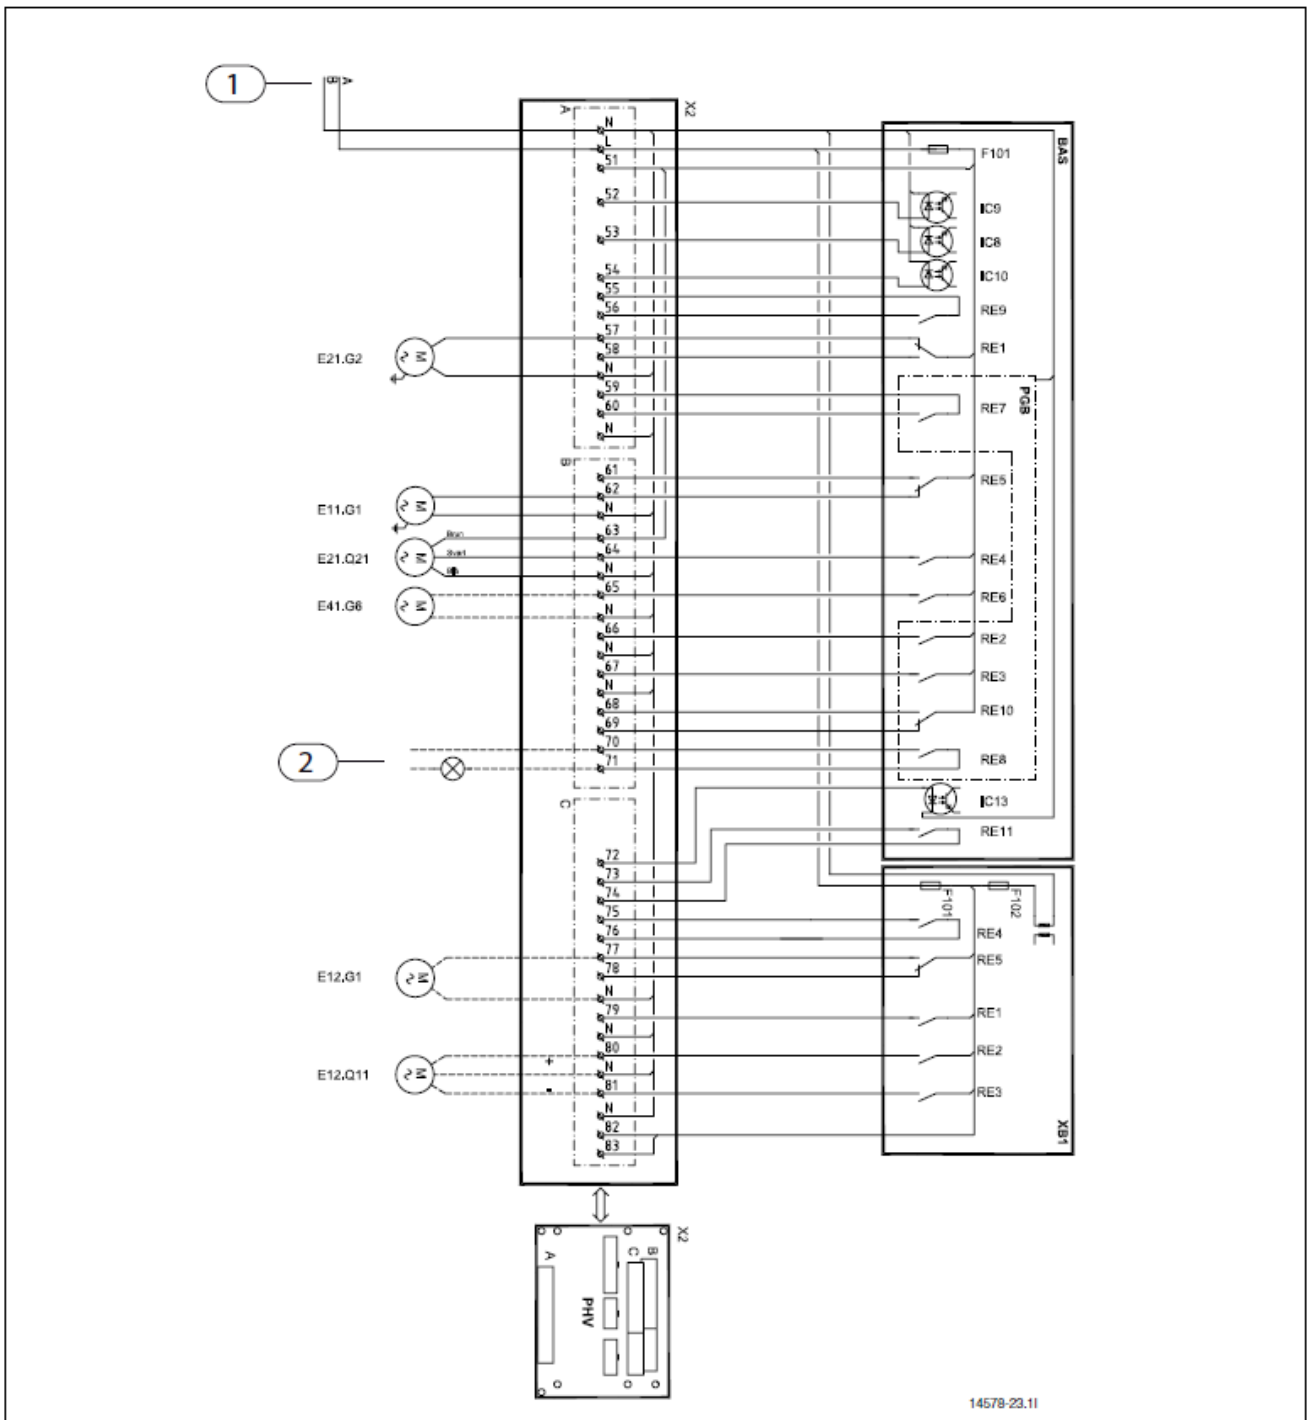 1
A
B
X2
A
N
L
51
52
53
54
55
56
57
58
N
59
60
N
B
61
62
N
63
64
N
65
N
66
N
67
N
68
69
70
71
C
72
73
74
75
76
77
78
N
79
N
80
N
81
N
82
83
BAS
F101
IC9
IC8
IC10
RE9
RE1
PGB
RE7
RE5
RE4
RE6
RE2
RE3
RE10
RE8
IC13
RE11
F101
F102
RE4
RE5
RE1
RE2
RE3
XB1
E21.G2
M
E11.G1
M
E21.Q21
M
Brun
Svart
E41.G6
M
2
E12.G1
M
E12.Q11
M
+
-
X2
A
B
C
PHV
14578-23.1I